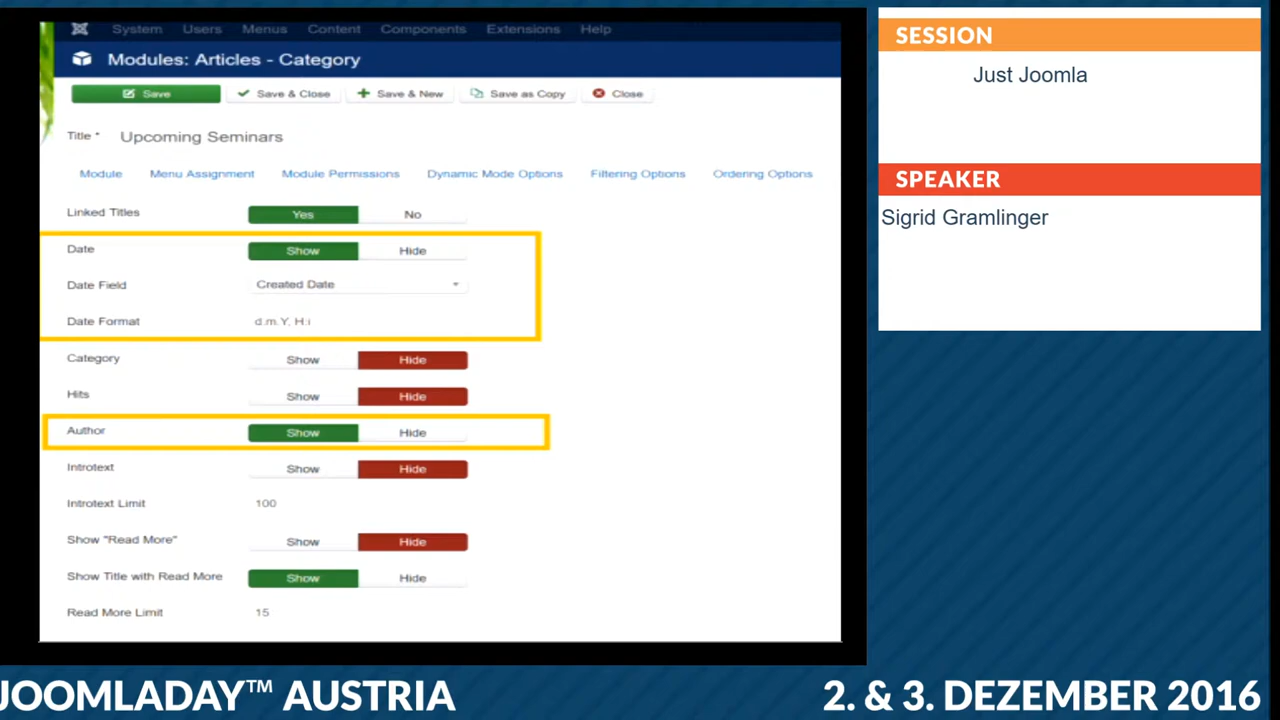 System Users Menus Content Components Extensions Help
Modules: Articles - Category
Save Save & Close Save & New Save as Copy Close
Title * Upcoming Seminars
Module Menu Assignment Module Permissions Dynamic Mode Options Filtering Options Ordering Options
Linked Titles Yes No
Date Show Hide
Date Field Created Date
Date Format d.m.Y, H:i
Category Show Hide
Hits Show Hide
Author Show Hide
Introtext Show Hide
Introtext Limit 100
Show "Read More" Show Hide
Show Title with Read More Show Hide
Read More Limit 15
SESSION
Just Joomla
SPEAKER
Sigrid Gramlinger
JOOMLADAY™ AUSTRIA
2. & 3. DEZEMBER 2016